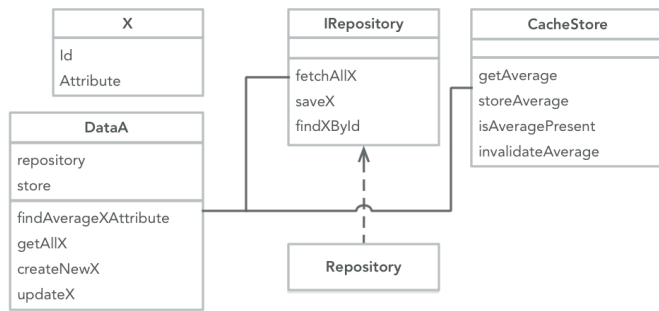 X
Id
Attribute
IRepository
fetchAllX
saveX
findXById
CacheStore
getAverage
storeAverage
isAveragePresent
invalidateAverage
DataA
repository
store
findAverageXAttribute
getAllX
createNewX
updateX
Repository